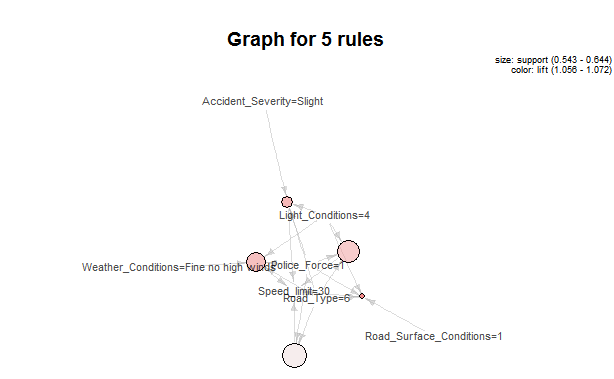 Graph for 5 rules
size: support (0.543 - 0.644)
color: lift (1.056 - 1.072)
Accident_Severity=Slight
Light_Conditions=4
Weather_Conditions=Fine no high winds
Police_Force=1
Speed_limit=30
Road_Type=6
Road_Surface_Conditions=1